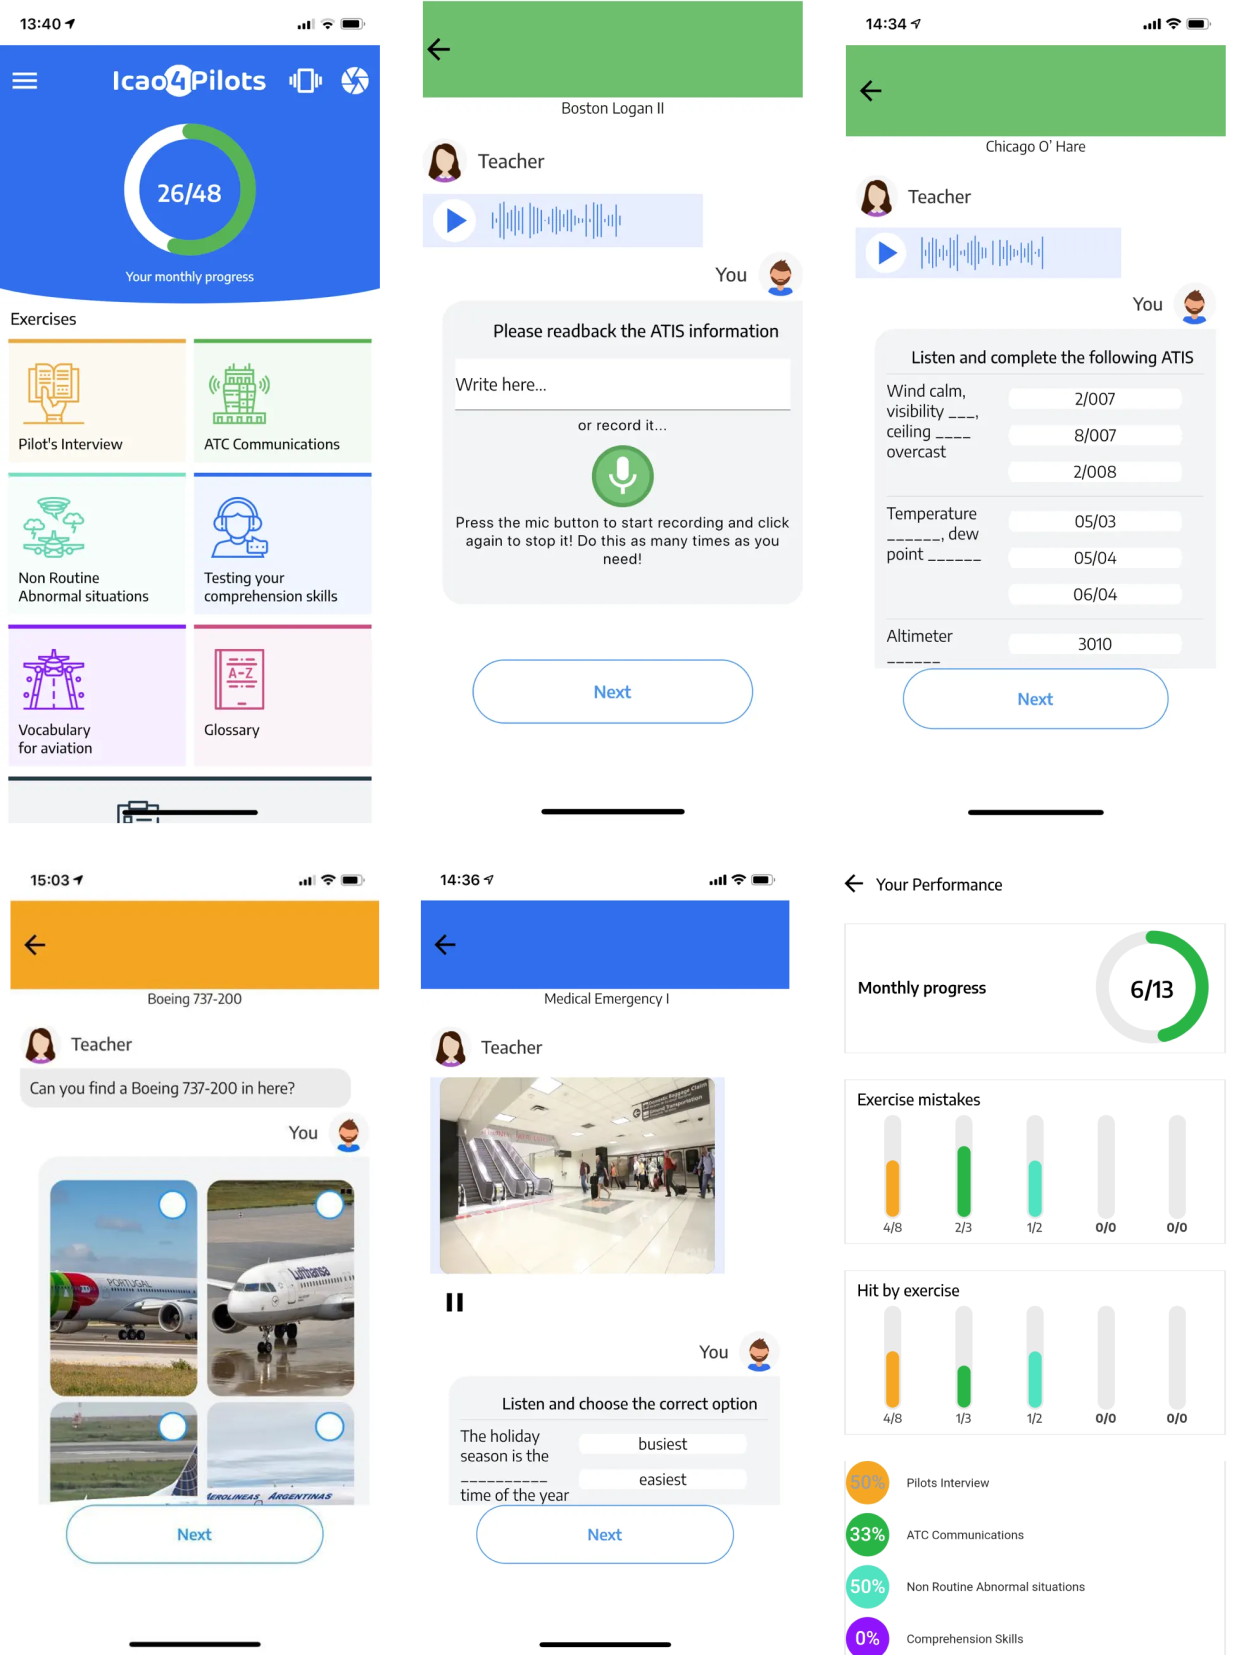 13:40
Icao4Pilots
26/48
Your monthly progress
Exercises
Pilot's Interview
ATC Communications
Non Routine
Abnormal situations
Testing your
comprehension skills
Vocabulary
for aviation
A-Z
Glossary
Boston Logan II
Teacher
You
Please readback the ATIS information
Write here...
or record it...
Press the mic button to start recording and click
again to stop it! Do this as many times as you
need!
Next
14:34
Chicago O' Hare
Teacher
You
Listen and complete the following ATIS
Wind calm,
visibility ___,
ceiling ____
overcast
2/007
8/007
2/008
Temperature
______, dew
point ______
05/03
05/04
06/04
Altimeter
______
3010
Next
15:03
Boeing 737-200
Teacher
Can you find a Boeing 737-200 in here?
You
PORTUGAL
Lufthansa
AEROLINEAS ARGENTINAS
Next
14:36
Medical Emergency I
Teacher
Domestic Baggage Claim
Ground Transportation
You
Listen and choose the correct option
The holiday
season is the
__________
time of the year
busiest
easiest
Next
Your Performance
Monthly progress
6/13
Exercise mistakes
4/8
2/3
1/2
0/0
0/0
Hit by exercise
4/8
1/3
1/2
0/0
0/0
50%
Pilots Interview
33%
ATC Communications
50%
Non Routine Abnormal situations
0%
Comprehension Skills